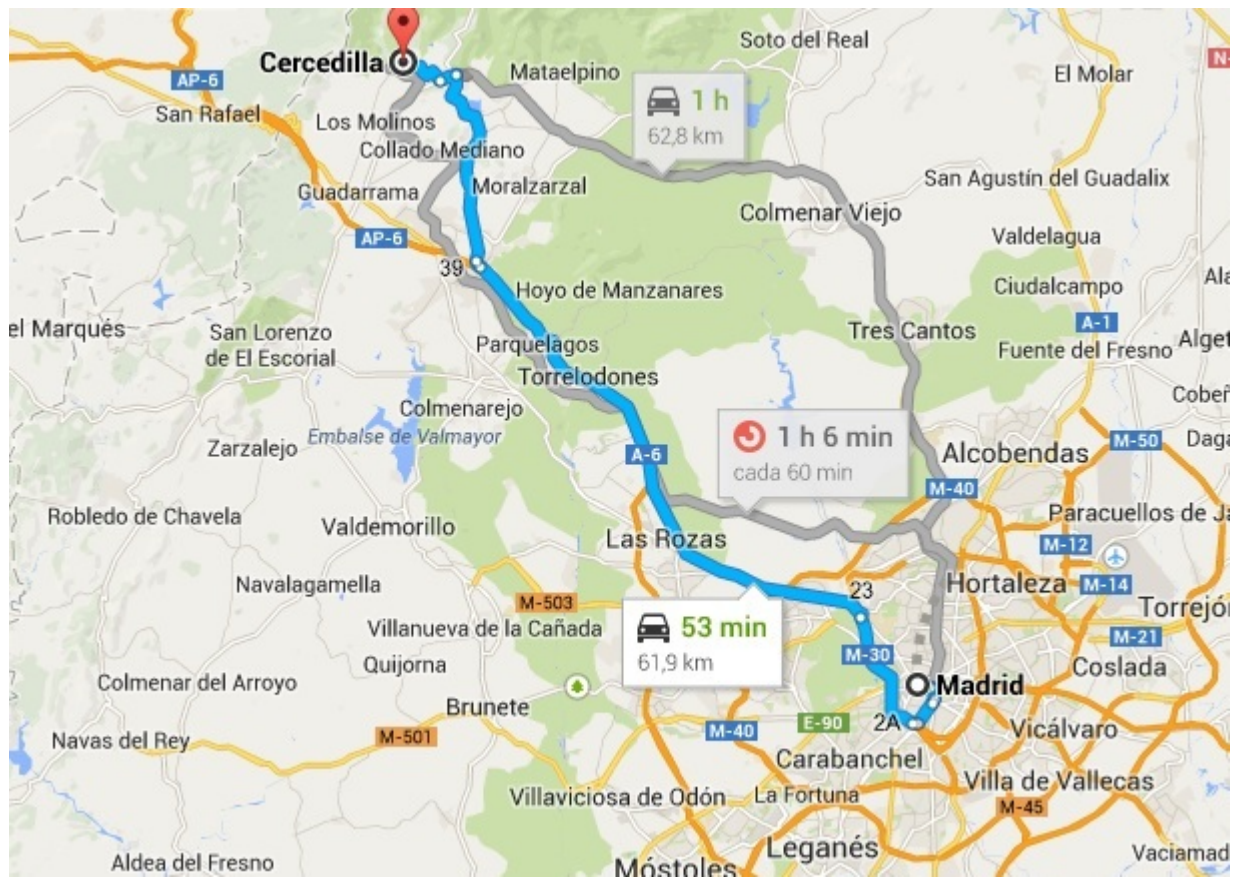 Soto del Real
Cercedilla
Mataelpino
El Molar
N-
AP-6
1 h
San Rafael
Los Molinos
62,8 km
Collado Mediano
Guadarrama
Moralzarzal
San Agustín del Guadalix
Colmenar Viejo
AP-6
Valdelagua
39
Hoyo de Manzanares
Ciudalcampo
Ala
el Marqués
San Lorenzo
de El Escorial
Parquelagos
Tres Cantos
A-1
Fuente del Fresno
Alget
Torrelodones
Colmenarejo
Cobeñ
Embalse de Valmayor
Zarzalejo
A-6
1 h 6 min
cada 60 min
Alcobendas
M-50
Daga
M-40
Robledo de Chavela
Valdemorillo
Las Rozas
Paracuellos de Ja
M-12
Navalagamella
M-503
23
Hortaleza
M-14
Torrejón
Villanueva de la Cañada
53 min
61,9 km
M-30
M-21
Quijorna
Coslada
Colmenar del Arroyo
Madrid
Brunete
E-90
2A
Vicálvaro
Navas del Rey
M-501
M-40
Carabanchel
Villaviciosa de Odón
La Fortuna
Villa de Vallecas
M-45
Leganés
Aldea del Fresno
Móstoles
Vaciamad